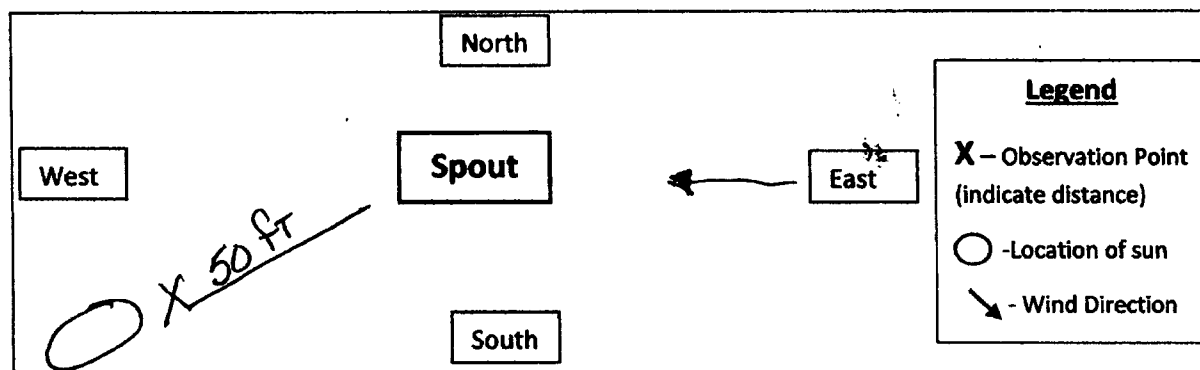 North
Legend
West
Spout
East
X – Observation Point
(indicate distance)
50 ft
X
-Location of sun
- Wind Direction
South